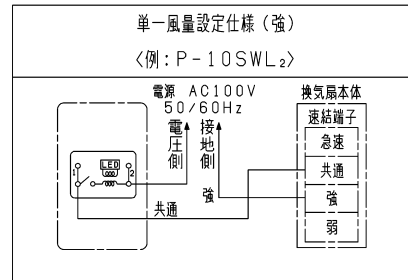 単一風量設定仕様（強）
〈例：P-10SWL₂〉
電源 AC100V
50/60Hz
電圧側
接地側
換気扇本体
速結端子
急速
共通
強
弱
LED
1
2
強
共通